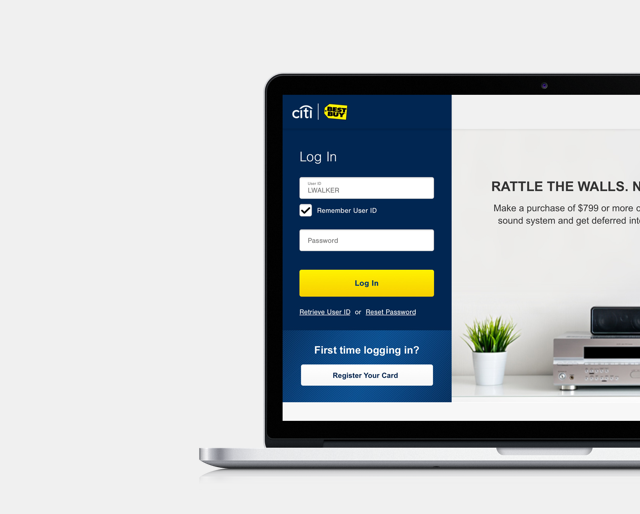 citi
BEST BUY
Log In
User ID
LWALKER
Remember User ID
Password
Log In
Retrieve User ID or Reset Password
First time logging in?
Register Your Card
RATTLE THE WALLS. N
Make a purchase of $799 or more
sound system and get deferred